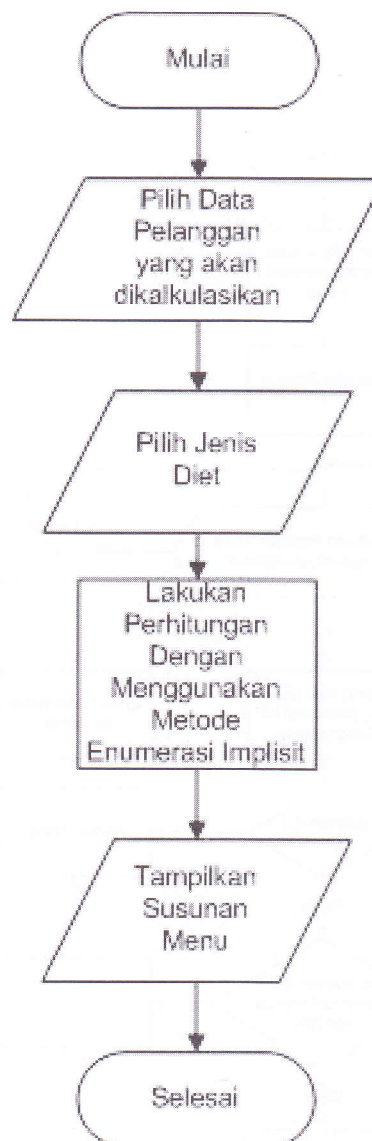 Mulai
Pilih Data
Pelanggan
yang akan
dikalkulasikan
Pilih Jenis
Diet
Lakukan
Perhitungan
Dengan
Menggunakan
Metode
Enumerasi Implisit
Tampilkan
Susunan
Menu
Selesai